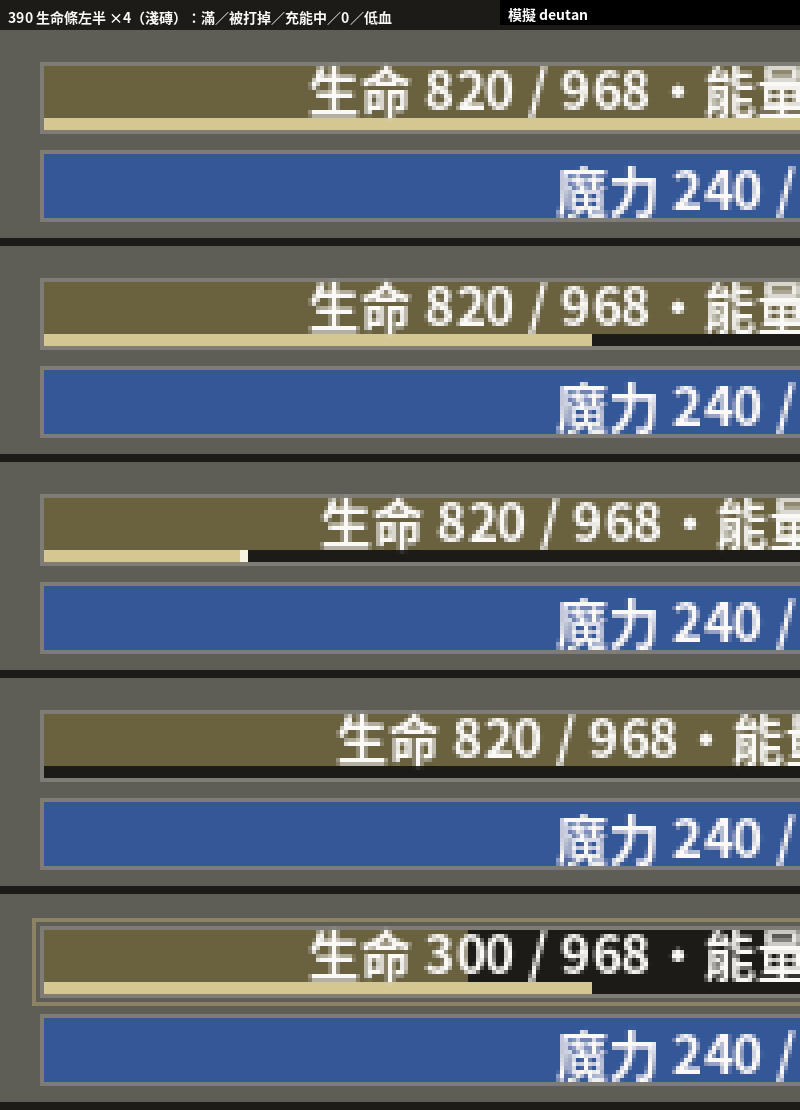 390 生命條左半 ×4（淺磚）：滿／被打掉／充能中／0／低血
模擬 deutan
生命 820 / 968・能量
魔力 240 /
生命 820 / 968・能量
魔力 240 /
生命 820 / 968・能量
魔力 240 /
生命 820 / 968・能
魔力 240 /
生命 300 / 968・能量
魔力 240 /